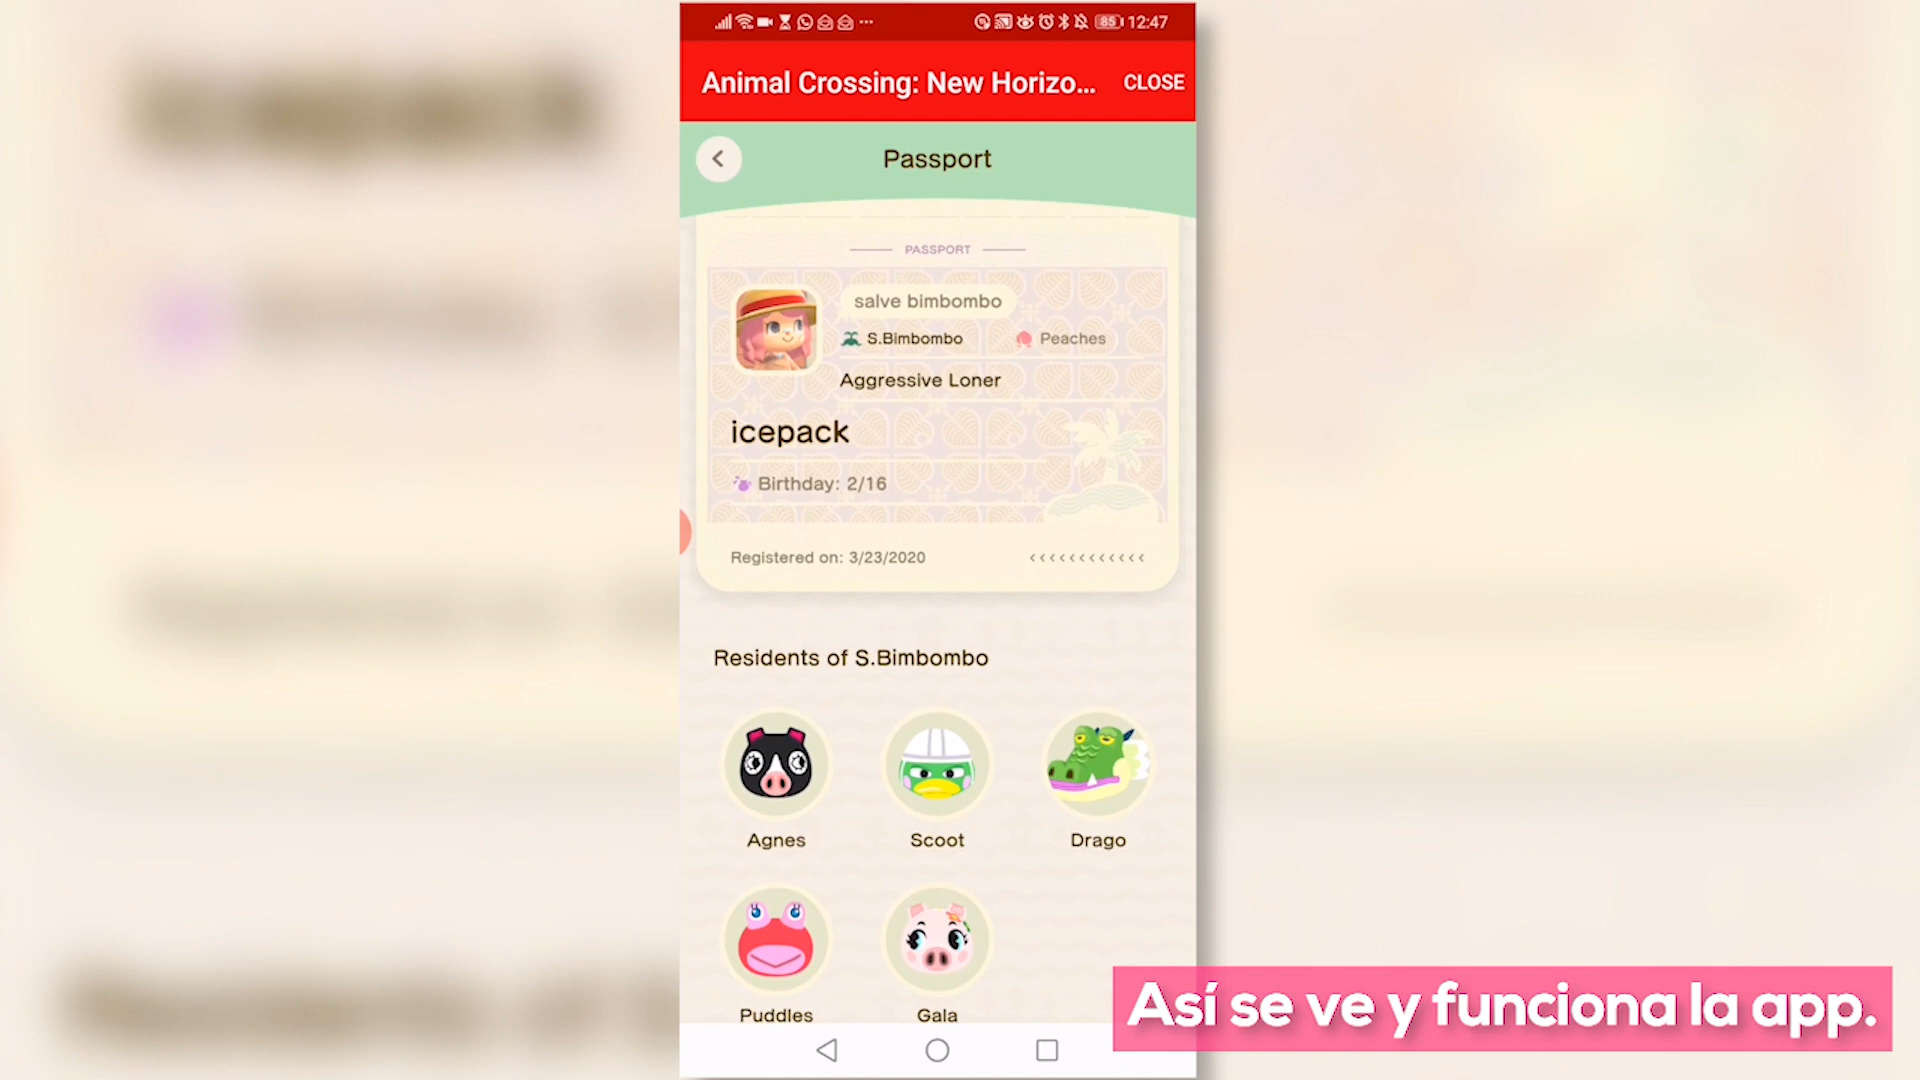 85 12:47
Animal Crossing: New Horizo... CLOSE
Passport
PASSPORT
salve bimbombo
S.Bimbombo Peaches
Aggressive Loner
icepack
Birthday: 2/16
Registered on: 3/23/2020 <<<<<<<<<<<<
Residents of S.Bimbombo
Agnes Scoot Drago
Puddles Gala
Así se ve y funciona la app.